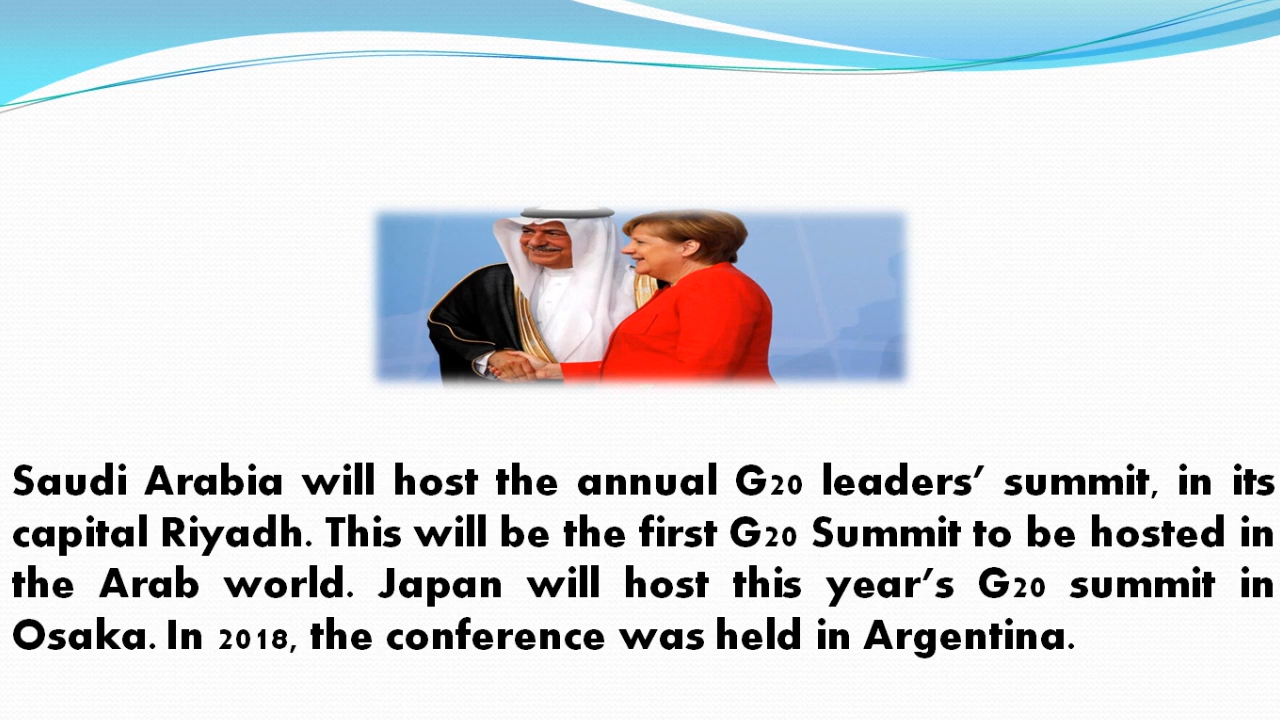 Saudi Arabia will host the annual G20 leaders’ summit, in its
capital Riyadh. This will be the first G20 Summit to be hosted in
the Arab world. Japan will host this year’s G20 summit in
Osaka. In 2018, the conference was held in Argentina.